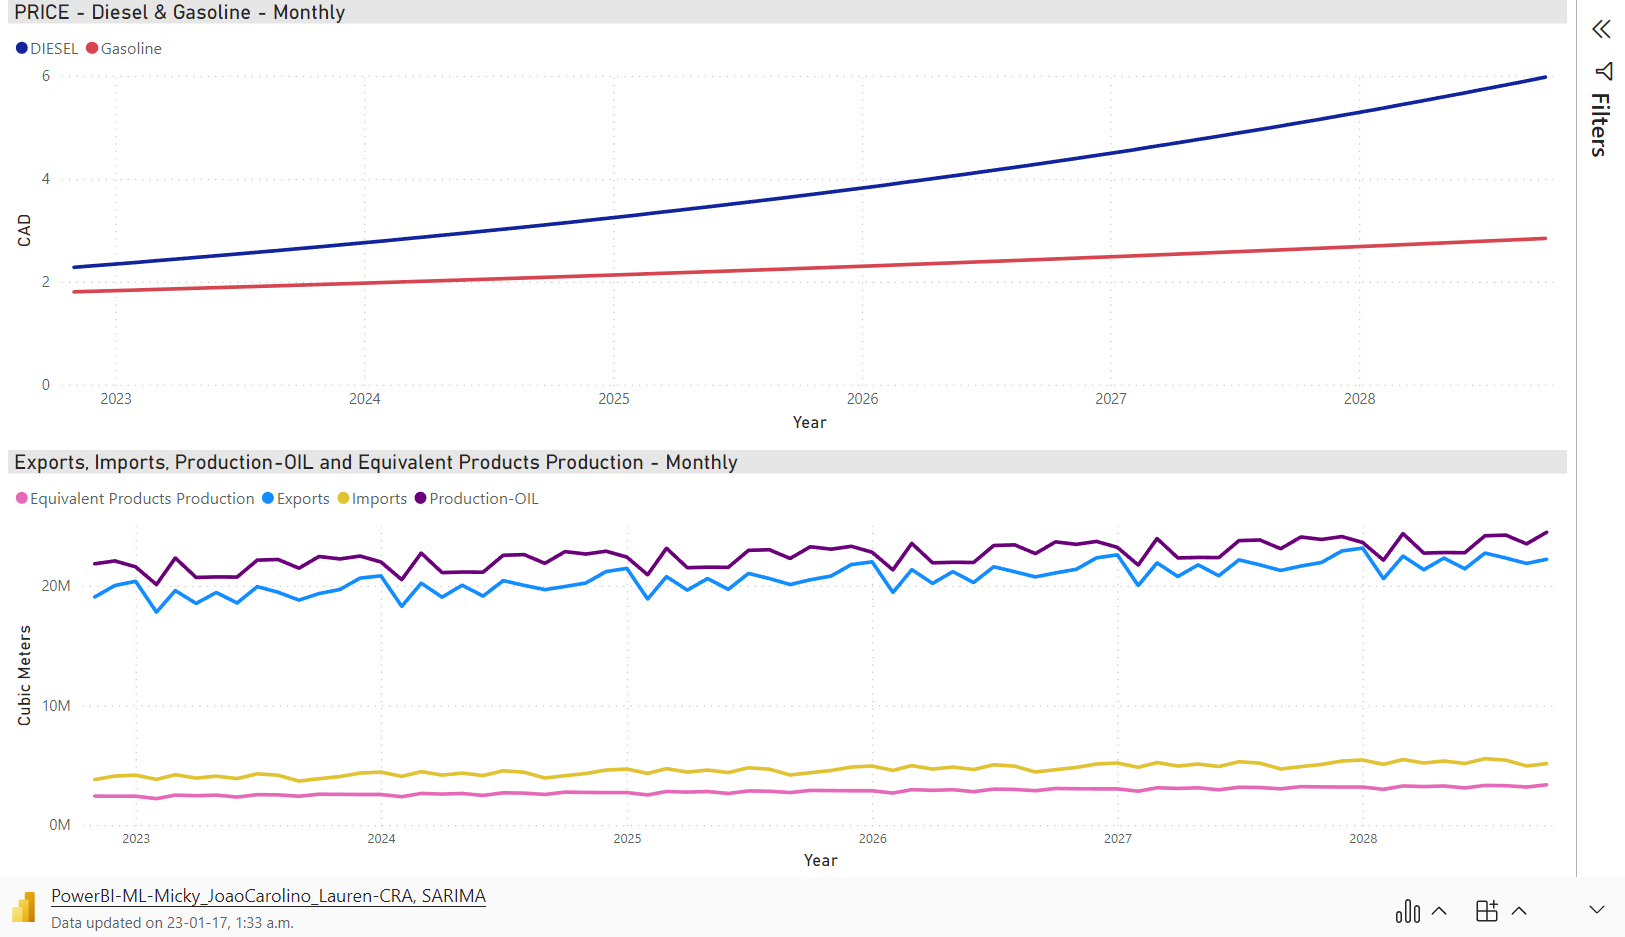 PRICE - Diesel & Gasoline - Monthly
DIESEL Gasoline
6
4
2
0
CAD
2023 2024 2025 2026 2027 2028
Year
Filters
Exports, Imports, Production-OIL and Equivalent Products Production - Monthly
Equivalent Products Production Exports Imports Production-OIL
20M
10M
0M
Cubic Meters
2023 2024 2025 2026 2027 2028
Year
PowerBI-ML-Micky_JoaoCarolino_Lauren-CRA, SARIMA
Data updated on 23-01-17, 1:33 a.m.